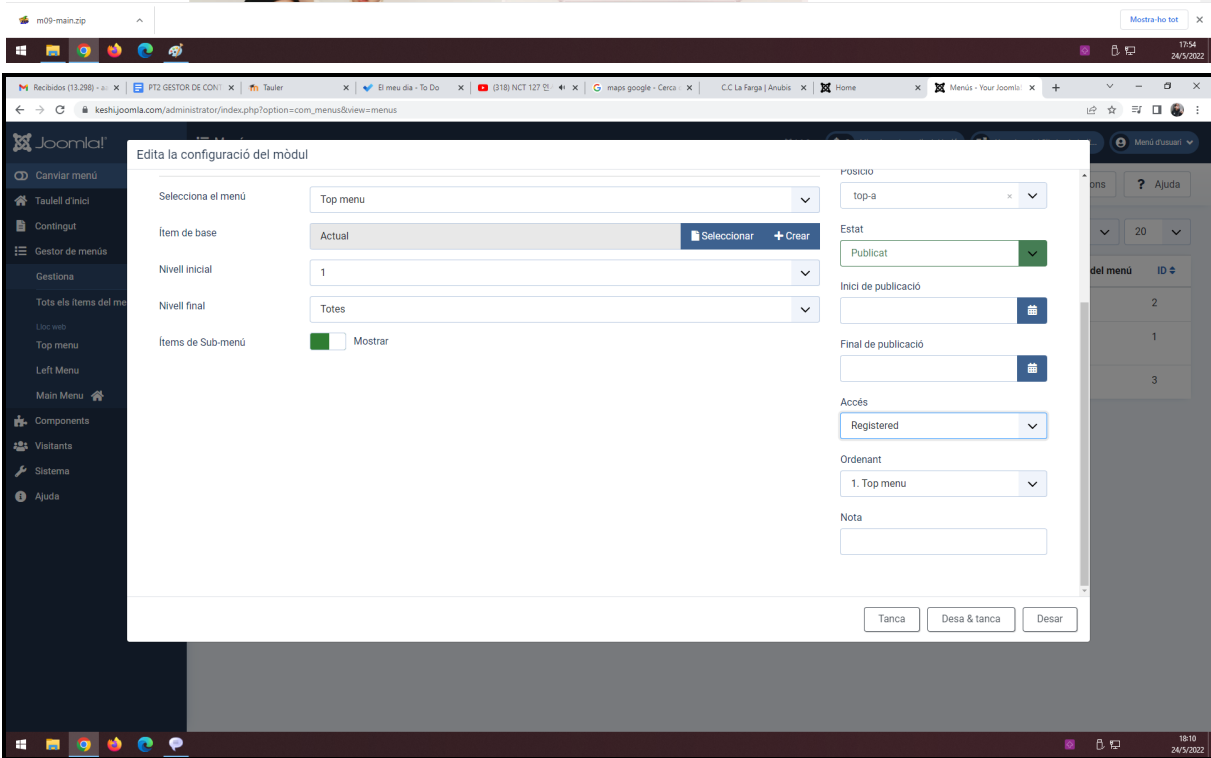 m09-main.zip
Mostra-ho tot
17:54
24/5/2022
Recibidos (13.298) - a
PT2 GESTOR DE CONT
Tauler
El meu dia - To Do
(318) NCT 127 엔
maps google - Cerca
C.C La Farga | Anubis
Home
Menús - Your Joomla!
keshi.joomla.com/administrator/index.php?option=com_menus&view=menus
Joomla!
Menú d'usuari
Edita la configuració del mòdul
Canviar menú
Taulell d'inici
Contingut
Gestor de menús
Gestiona
Tots els ítems del me
Lloc web
Top menu
Left Menu
Main Menu
Components
Visitants
Sistema
Ajuda
Selecciona el menú
Top menu
Ítem de base
Actual
Seleccionar
Crear
Nivell inicial
1
Nivell final
Totes
Ítems de Sub-menú
Mostrar
Posició
top-a
Estat
Publicat
Inici de publicació
Final de publicació
Accés
Registered
Ordenant
1. Top menu
Nota
Tanca
Desa & tanca
Desar
ons
? Ajuda
20
del menú
ID
2
1
3
18:10
24/5/2022